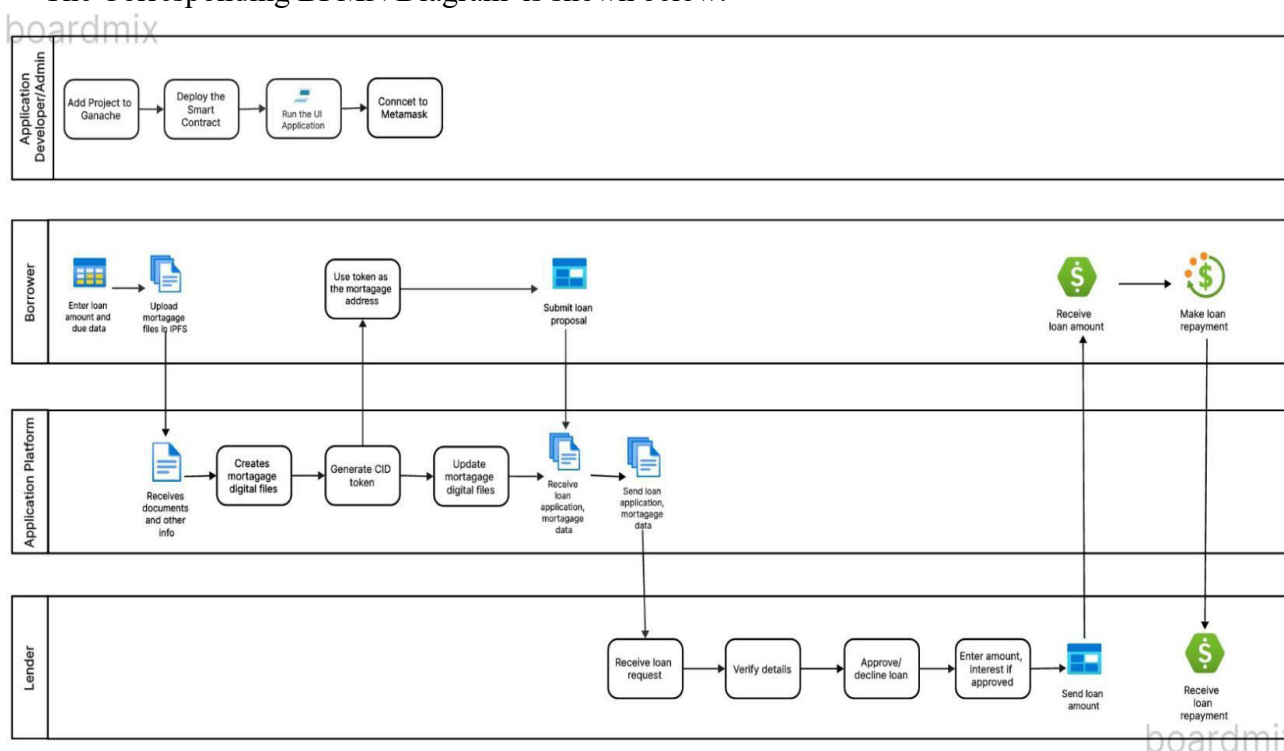 boardmix
Application
Developer/Admin
Add Project to
Ganache
Deploy the
Smart
Contract
Run the UI
Application
Conncet to
Metamask
Borrower
Enter loan
amount and
due data
Upload
mortagage
files in IPFS
Use token as
the mortagage
address
Submit loan
proposal
Receive
loan amount
Make loan
repayment
Application Platform
Receives
documents
and other
info
Creates
mortagage
digital files
Generate CID
token
Update
mortagage
digital files
Receive
loan
application,
mortagage
data
Send loan
application,
mortagage
data
Lender
Receive loan
request
Verify details
Approve/
decline loan
Enter amount,
interest if
approved
Send loan
amount
Receive
loan
repayment
boardmi